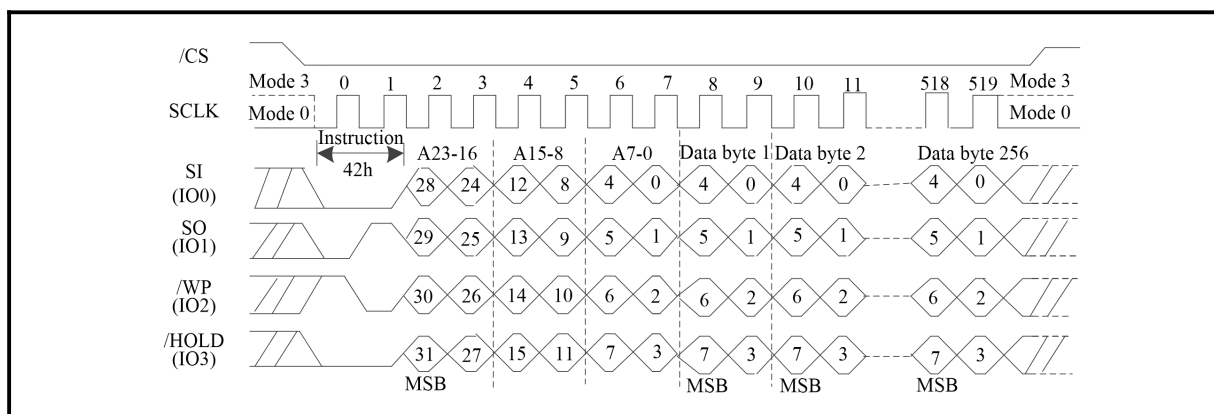 /CS
Mode 3 0 1 2 3 4 5 6 7 8 9 10 11 518 519 Mode 3
SCLK Mode 0 Mode 0
Instruction
42h
A23-16 A15-8 A7-0 Data byte 1 Data byte 2 Data byte 256
SI
(IO0)
28 24 12 8 4 0 4 0 4 0 4 0
SO
(IO1)
29 25 13 9 5 1 5 1 5 1 5 1
/WP
(IO2)
30 26 14 10 6 2 6 2 6 2 6 2
/HOLD
(IO3)
31 27 15 11 7 3 7 3 7 3 7 3
MSB MSB MSB MSB